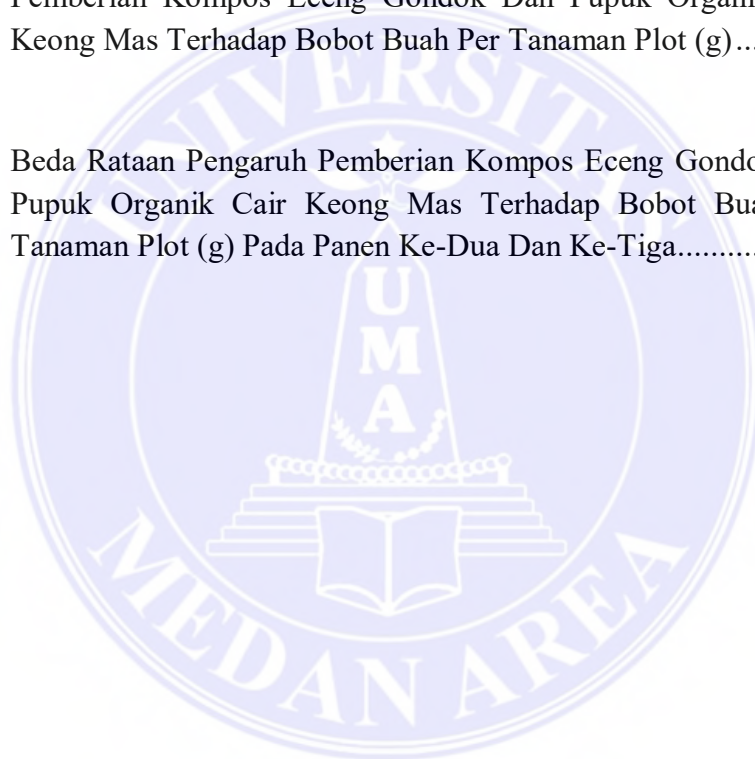 Pemberian Kompos Eceng Gondok Dan Pupuk Organi
Keong Mas Terhadap Bobot Buah Per Tanaman Plot (g)...
Beda Rataan Pengaruh Pemberian Kompos Eceng Gondo
Pupuk Organik Cair Keong Mas Terhadap Bobot Bua
Tanaman Plot (g) Pada Panen Ke-Dua Dan Ke-Tiga..........
UNIVERSITAS
U
M
A
MEDAN AREA